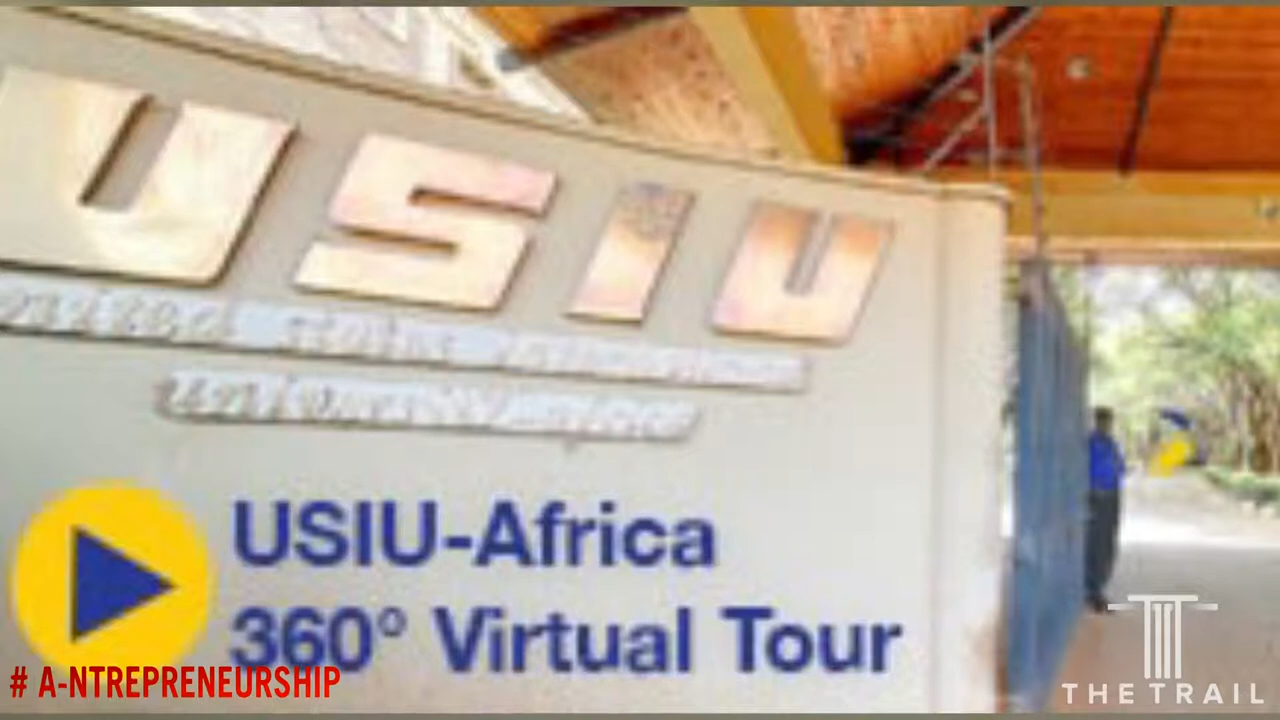 USIU
USIU-Africa
360° Virtual Tour
# A-NTREPRENEURSHIP
THE TRAIL